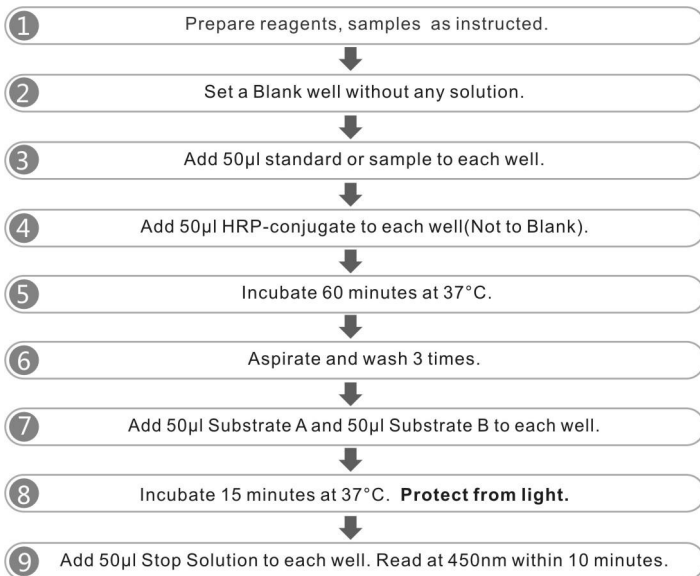 1 Prepare reagents, samples as instructed.
2 Set a Blank well without any solution.
3 Add 50μl standard or sample to each well.
4 Add 50μl HRP-conjugate to each well(Not to Blank).
5 Incubate 60 minutes at 37°C.
6 Aspirate and wash 3 times.
7 Add 50μl Substrate A and 50μl Substrate B to each well.
8 Incubate 15 minutes at 37°C. Protect from light.
9 Add 50μl Stop Solution to each well. Read at 450nm within 10 minutes.